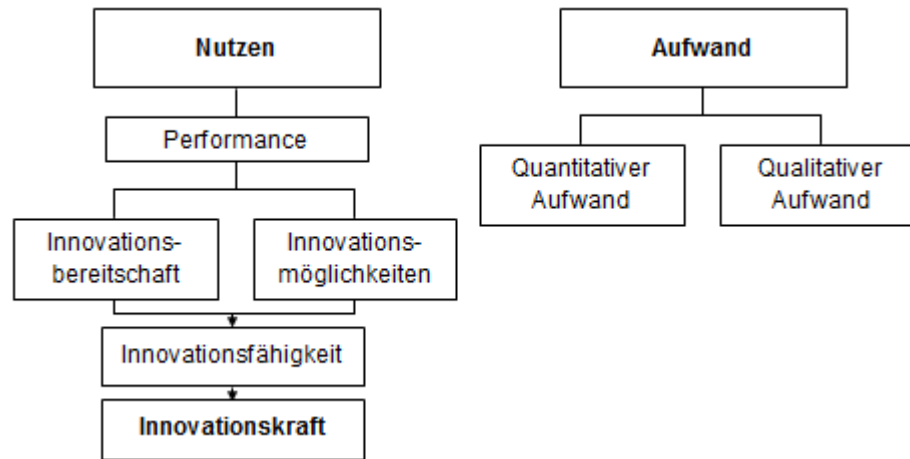 Nutzen
Performance
Innovations-
bereitschaft
Innovations-
möglichkeiten
Innovationsfähigkeit
Innovationskraft
Aufwand
Quantitativer
Aufwand
Qualitativer
Aufwand